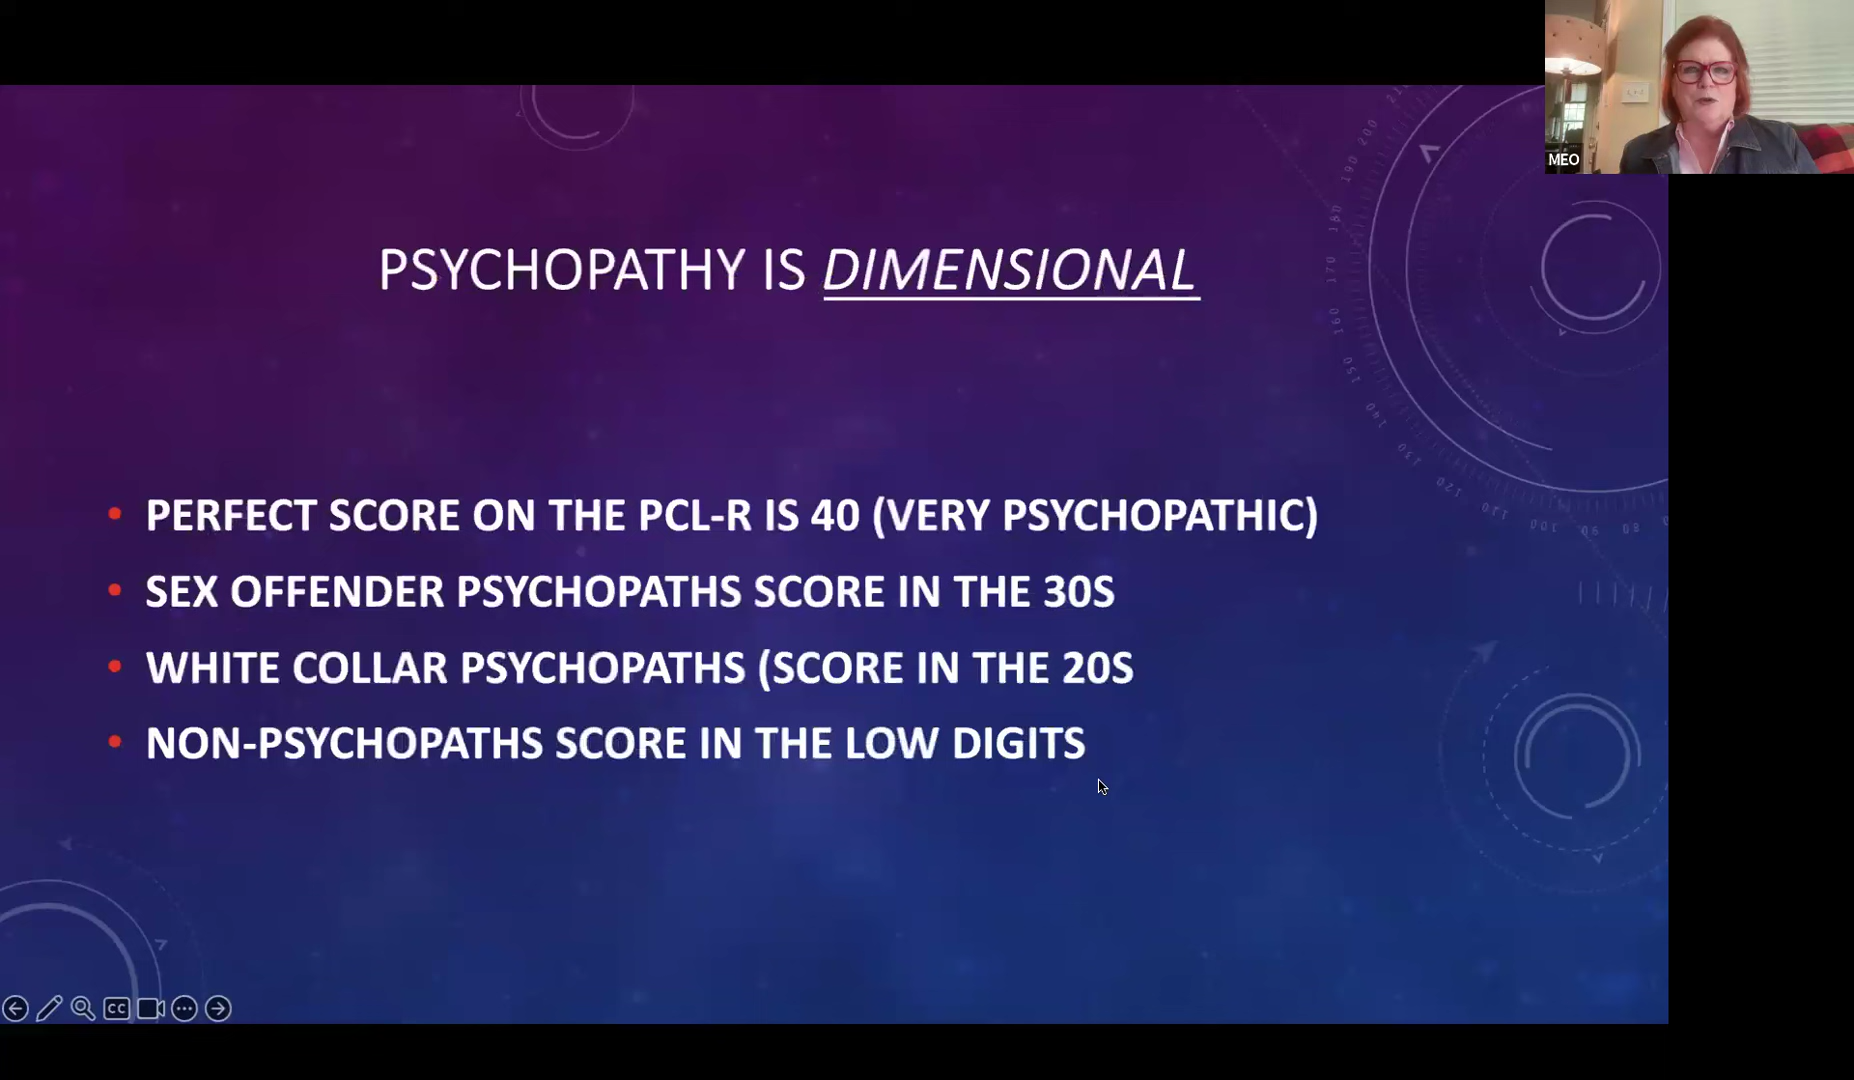 MEO
PSYCHOPATHY IS DIMENSIONAL
• PERFECT SCORE ON THE PCL-R IS 40 (VERY PSYCHOPATHIC)
• SEX OFFENDER PSYCHOPATHS SCORE IN THE 30S
• WHITE COLLAR PSYCHOPATHS (SCORE IN THE 20S
• NON-PSYCHOPATHS SCORE IN THE LOW DIGITS
CC